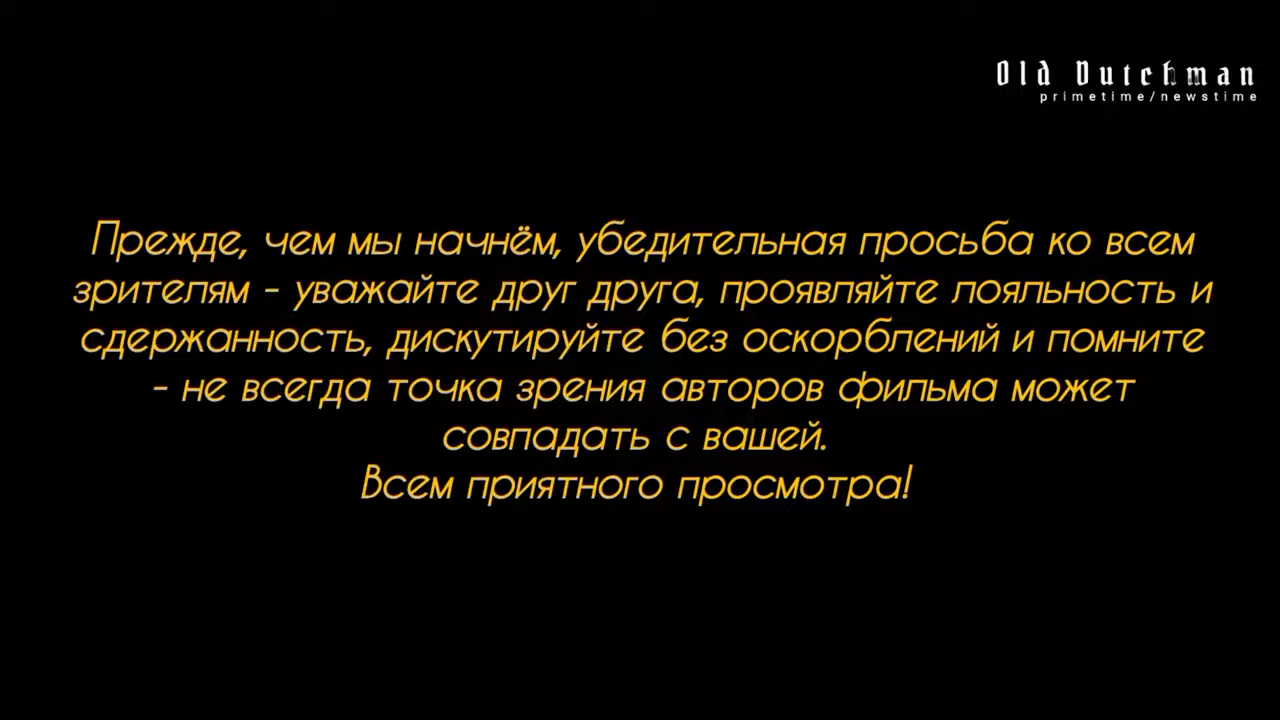 Old Dutchman
primetime/newstime
Прежде, чем мы начнём, убедительная просьба ко всем
зрителям - уважайте друг друга, проявляйте лояльность и
сдержанность, дискутируйте без оскорблений и помните
- не всегда точка зрения авторов фильма может
совпадать с вашей.
Всем приятного просмотра!